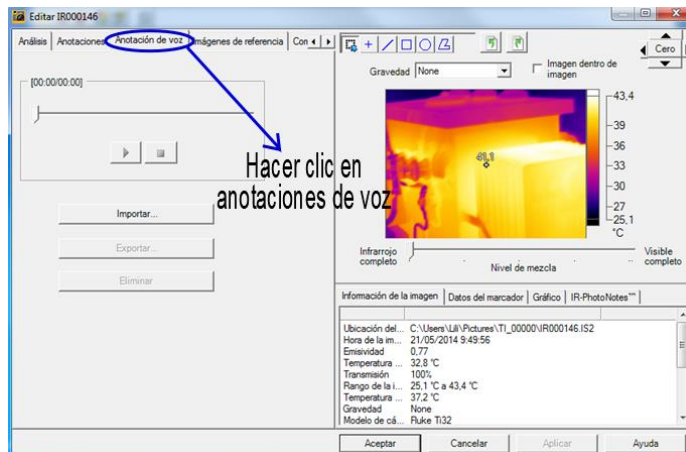 Editar IR000146
Análisis
Anotaciones
Anotación de voz
Imágenes de referencia
Con
[00:00/00:00]
Importar...
Exportar...
Eliminar
Hacer clic en
anotaciones de voz
Gravedad
None
Imagen dentro de
imagen
Cero
41,1
43,4
39
36
33
30
27
25,1
°C
Infrarrojo
completo
Nivel de mezcla
Visible
completo
Información de la imagen
Datos del marcador
Gráfico
IR-PhotoNotes™
Ubicación del... C:\Users\Lili\Pictures\TI_00000\IR000146.IS2
Hora de la im... 21/05/2014 9:49:56
Emisividad 0,77
Temperatura ... 32,8 °C
Transmisión 100%
Rango de la i... 25,1 °C a 43,4 °C
Temperatura ... 37,2 °C
Gravedad None
Modelo de cá... Fluke Ti32
Aceptar
Cancelar
Aplicar
Ayuda